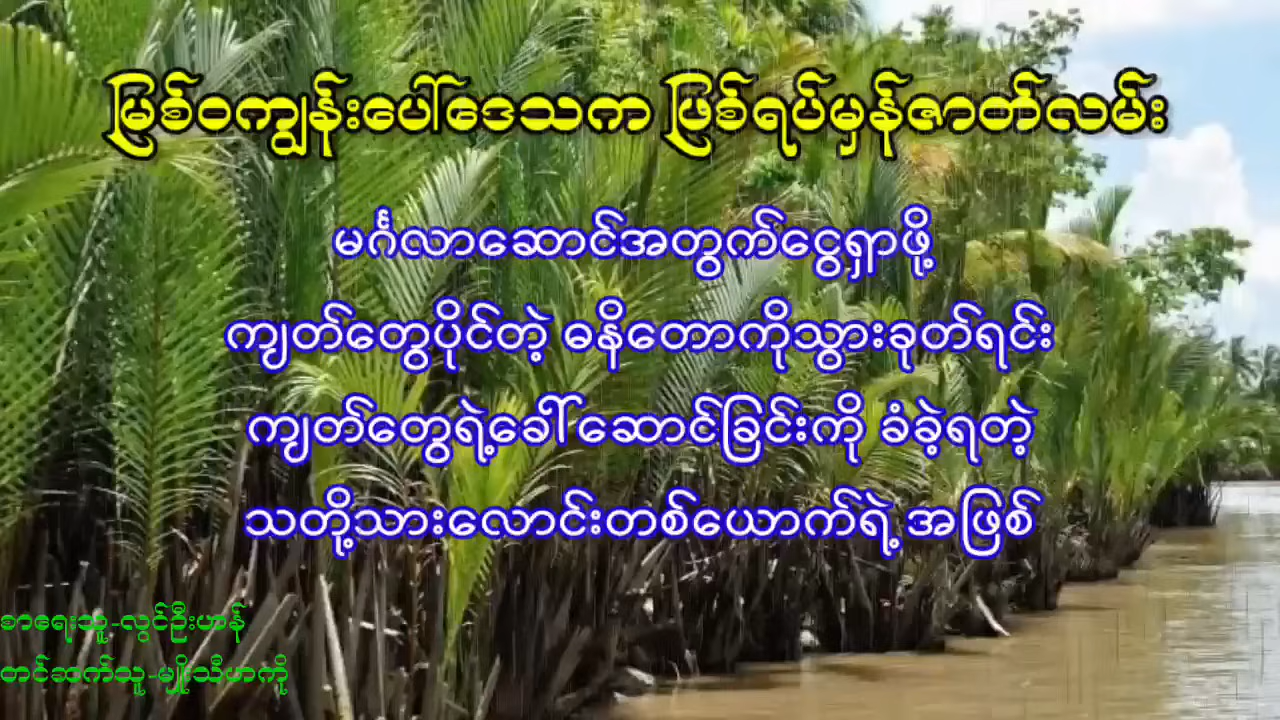 မြစ်ဝကျွန်းပေါ်ဒေသက ဖြစ်ရပ်မှန်ဇာတ်လမ်း
မင်္ဂလာဆောင်အတွက်ငွေရှာဖို့
ကျတ်တွေပိုင်တဲ့ ဓနိတောကိုသွားခုတ်ရင်း
ကျတ်တွေရဲ့ခေါ် ဆောင်ခြင်းကို ခံခဲ့ရတဲ့
သတို့သားလောင်းတစ်ယောက်ရဲ့ အဖြစ်
စာရေးသူ-လွင်ဦးဟန်
တင်ဆက်သူ-မျိုးသီဟကို